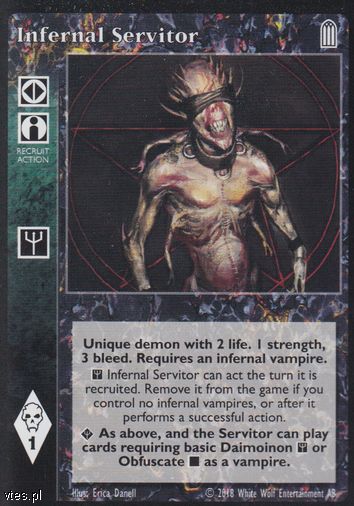 Infernal Servitor
RECRUIT
ACTION
Unique demon with 2 life. 1 strength,
3 bleed. Requires an infernal vampire.
Infernal Servitor can act the turn it is
recruited. Remove it from the game if you
control no infernal vampires, or after it
performs a successful action.
As above, and the Servitor can play
cards requiring basic Daimoinon or
Obfuscate as a vampire.
1
vtes.pl
Illus: Erica Danell © 2018 White Wolf Entertainment AB